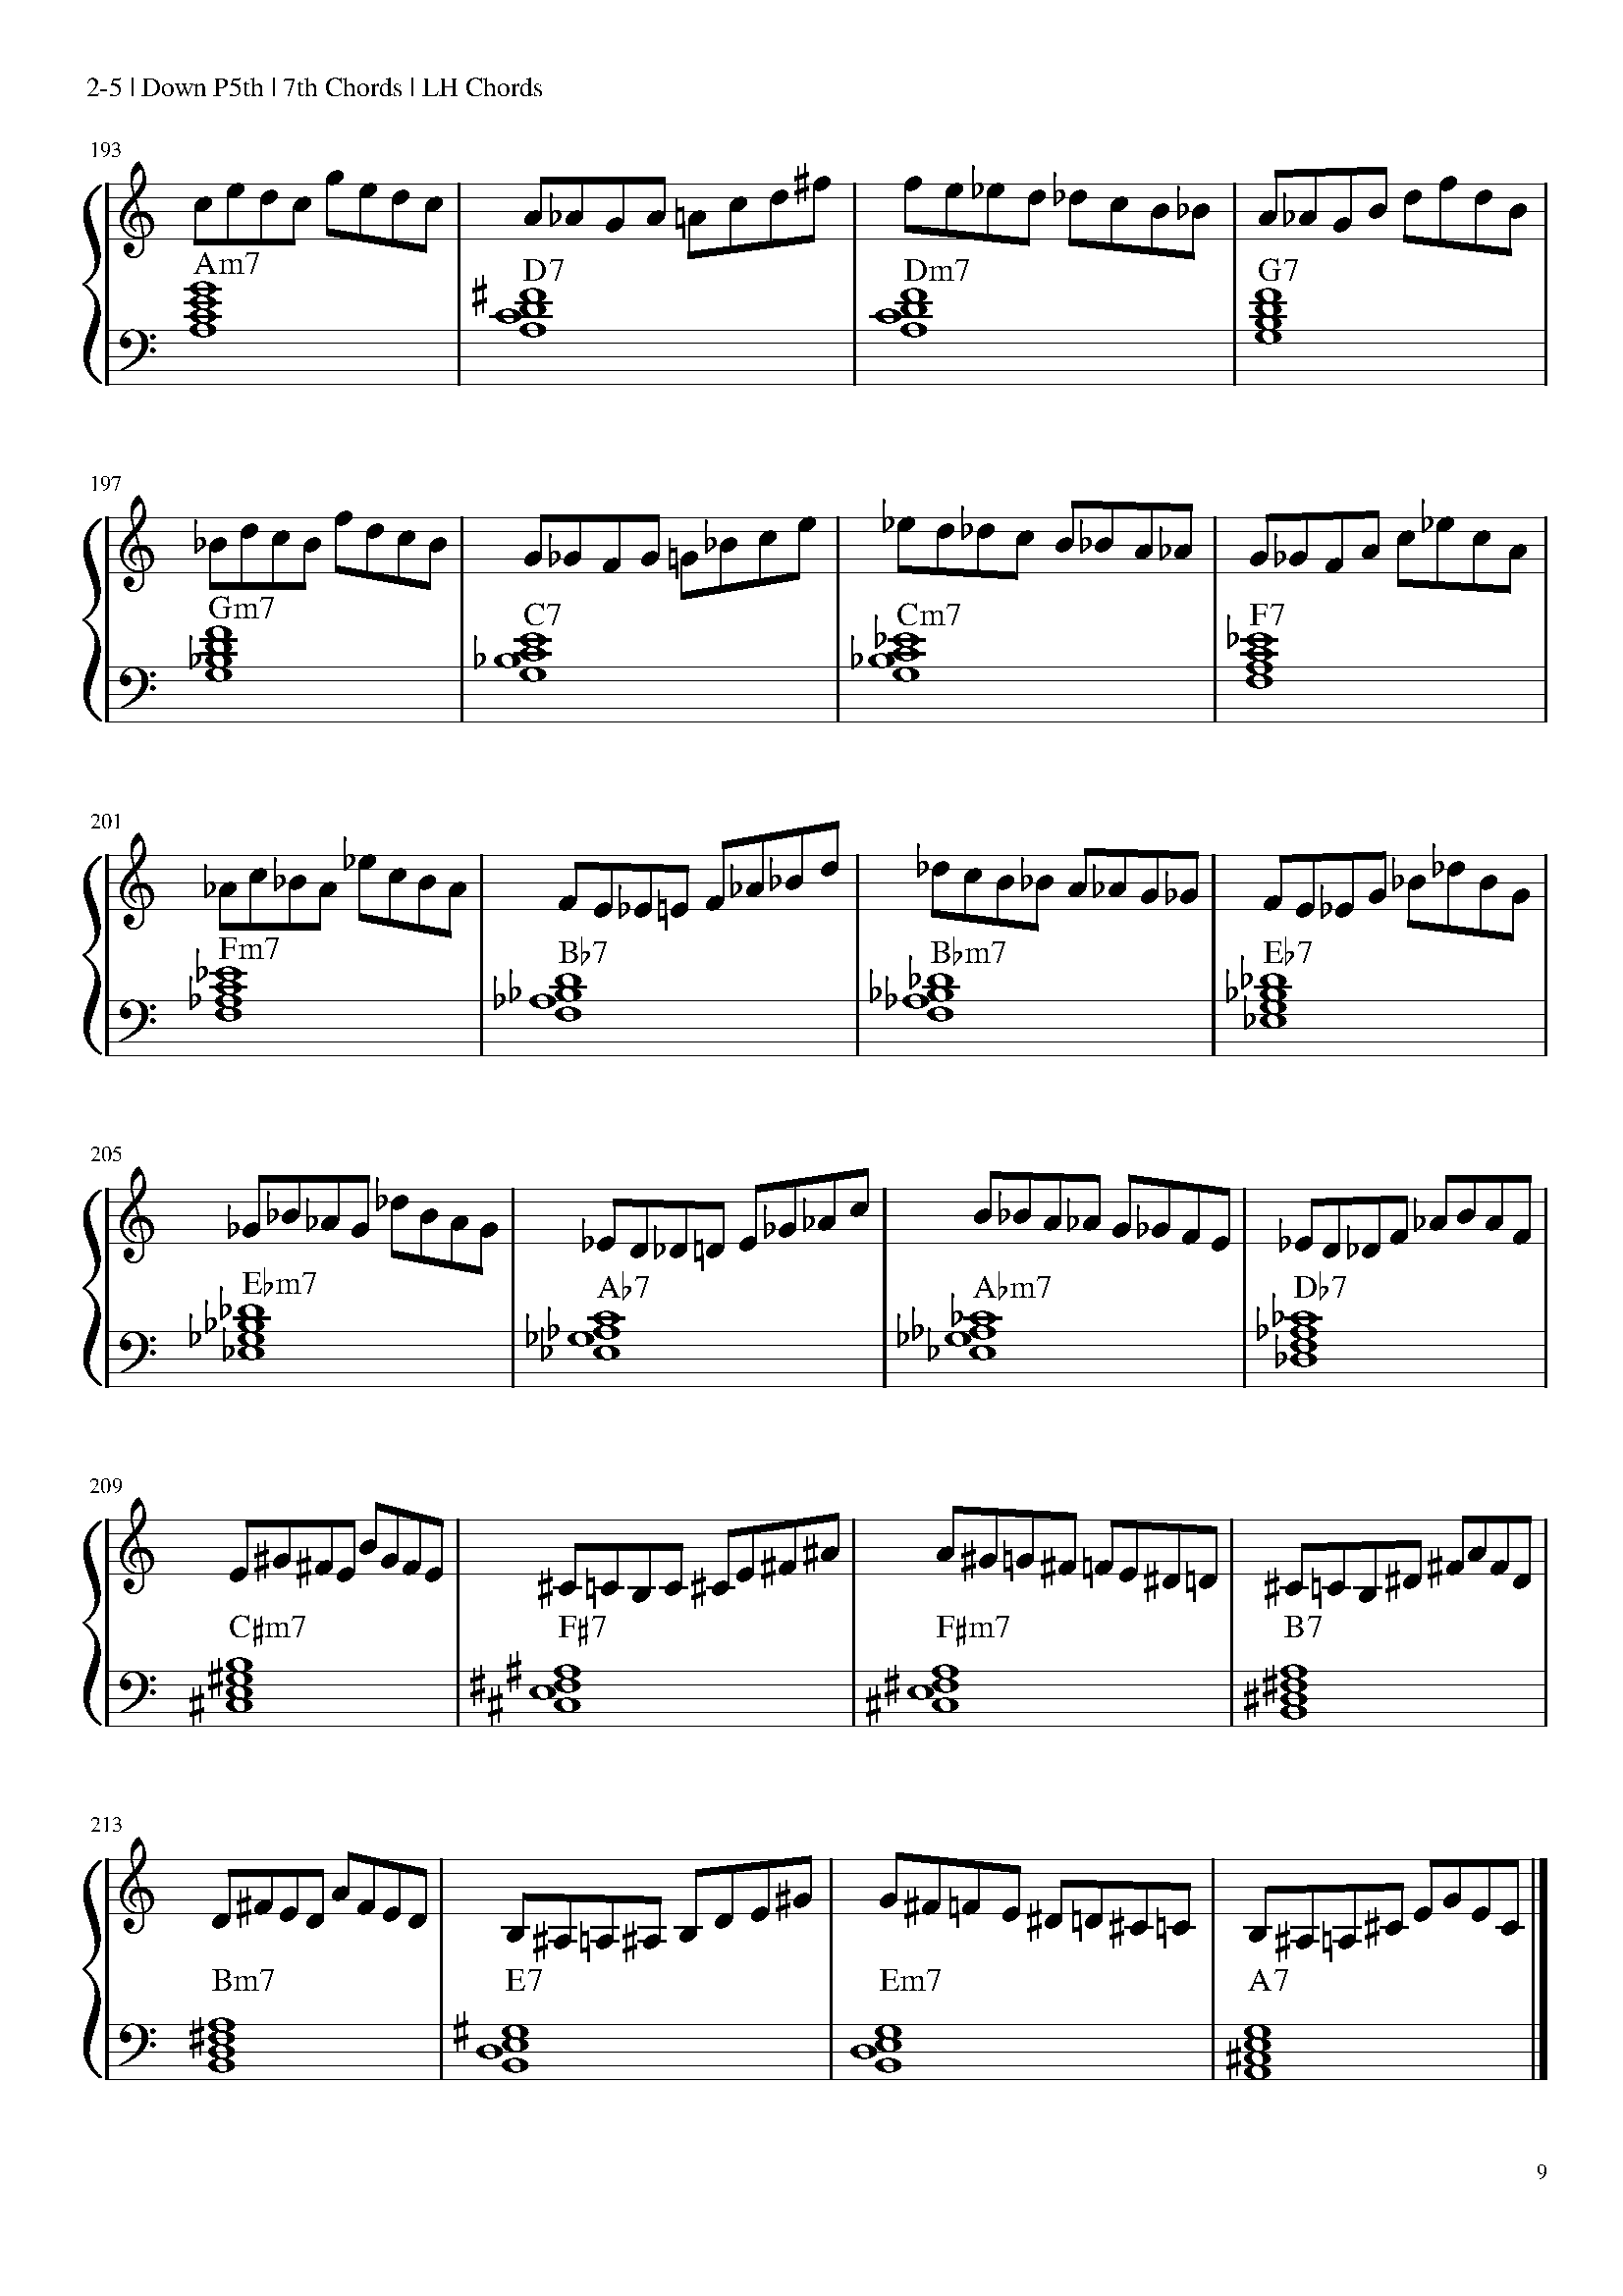 2-5 | Down P5th | 7th Chords | LH Chords
193
Am7 D7 Dm7 G7
197
Gm7 C7 Cm7 F7
201
Fm7 B♭7 B♭m7 E♭7
205
E♭m7 A♭7 A♭m7 D♭7
209
C♯m7 F♯7 F♯m7 B7
213
Bm7 E7 Em7 A7
9